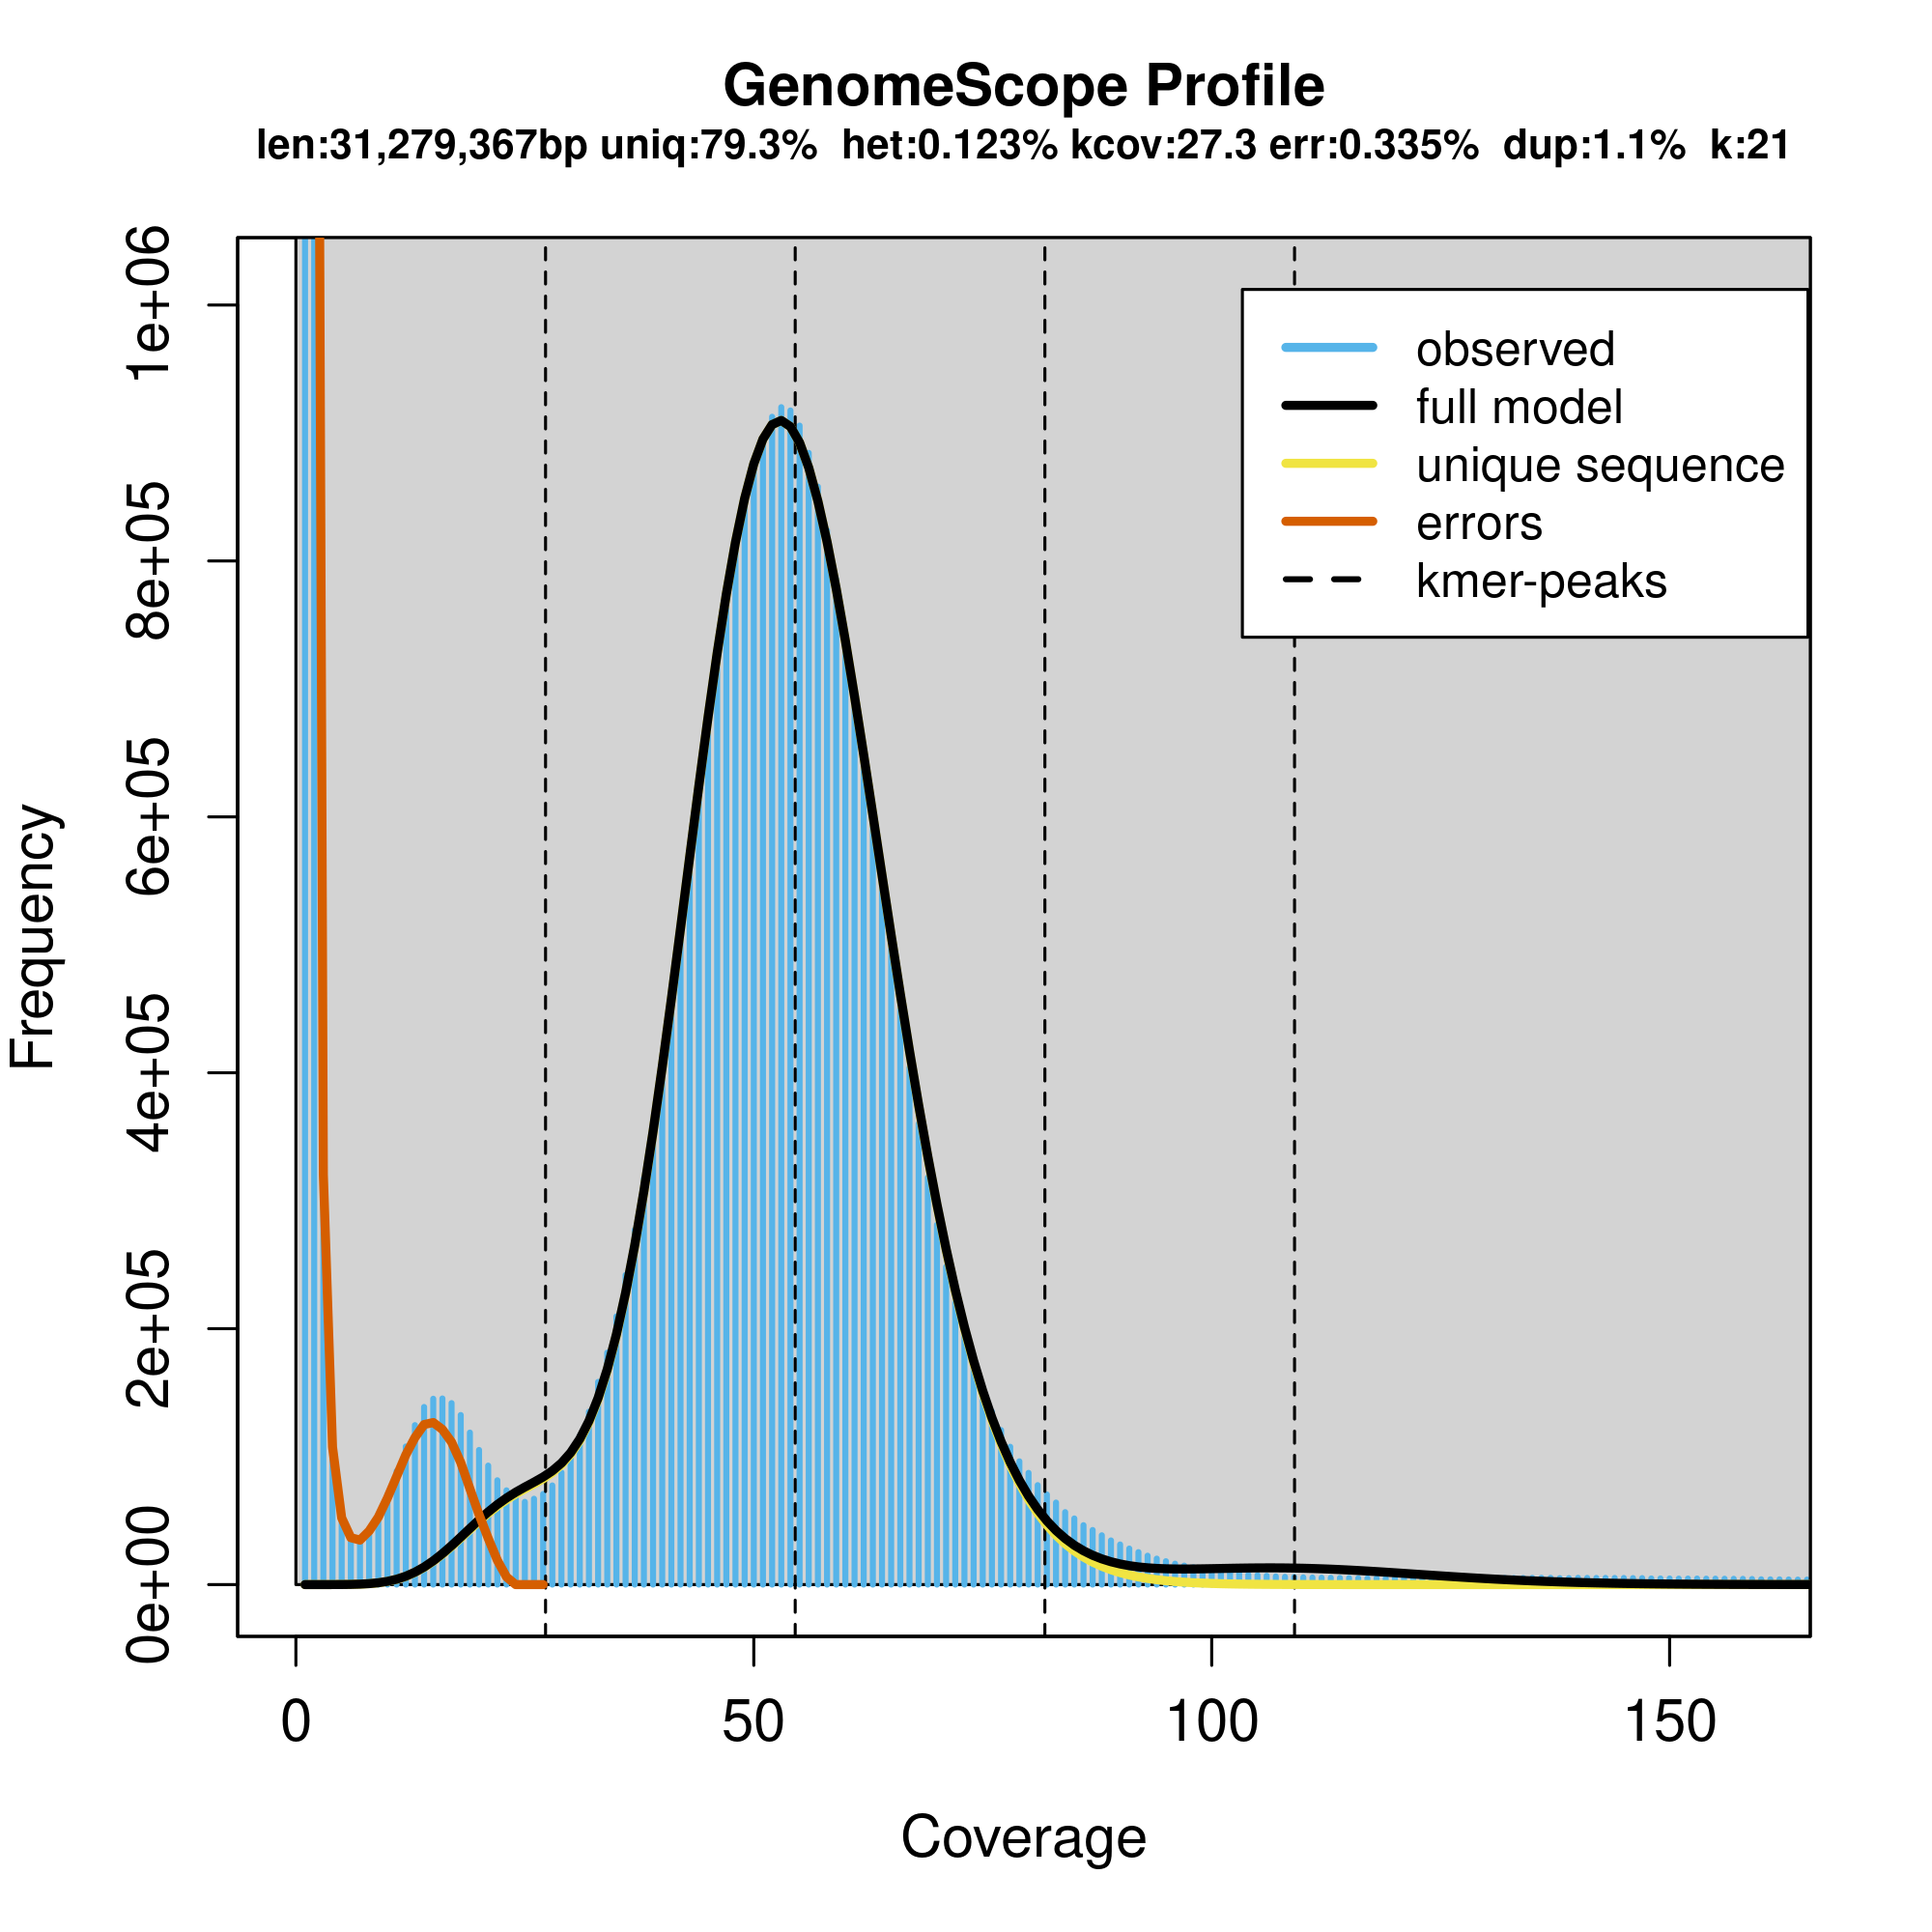 GenomeScope Profile
len:31,279,367bp uniq:79.3% het:0.123% kcov:27.3 err:0.335% dup:1.1% k:21
observed
full model
unique sequence
errors
kmer-peaks
Frequency
1e+06
8e+05
6e+05
4e+05
2e+05
0e+00
0
50
100
150
Coverage